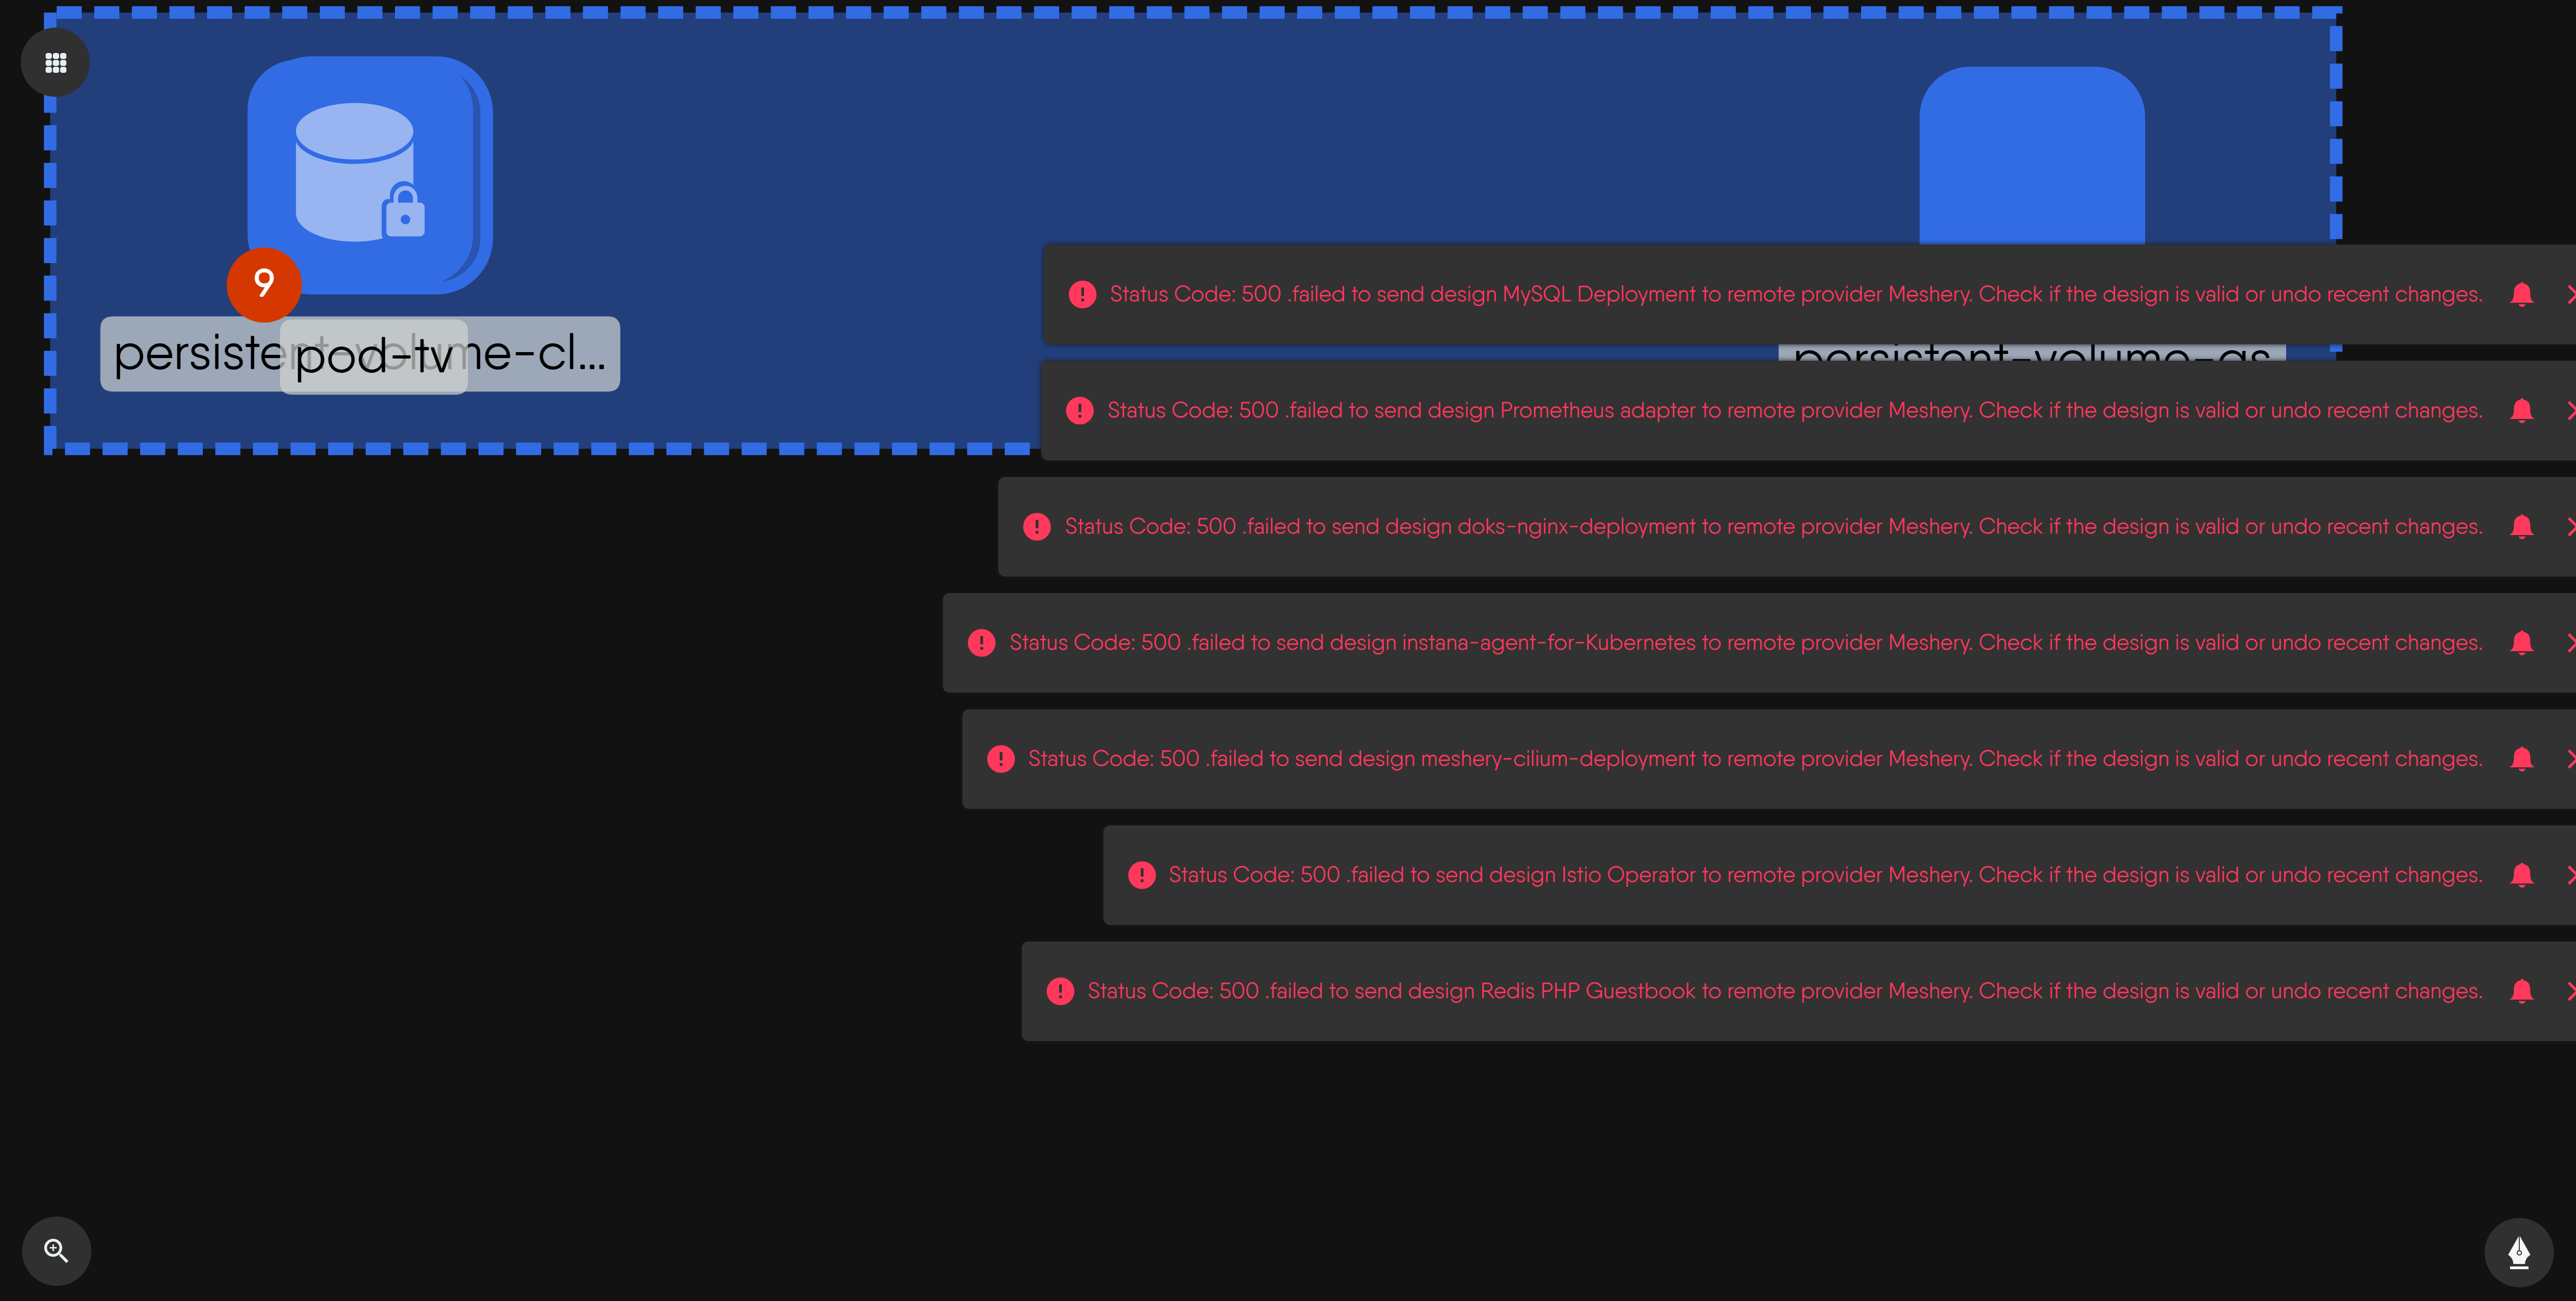 9
persistent-volume-cl...
pod-tv
Status Code: 500 .failed to send design MySQL Deployment to remote provider Meshery. Check if the design is valid or undo recent changes.
persistent-volume-qs
Status Code: 500 .failed to send design Prometheus adapter to remote provider Meshery. Check if the design is valid or undo recent changes.
Status Code: 500 .failed to send design doks-nginx-deployment to remote provider Meshery. Check if the design is valid or undo recent changes.
Status Code: 500 .failed to send design instana-agent-for-Kubernetes to remote provider Meshery. Check if the design is valid or undo recent changes.
Status Code: 500 .failed to send design meshery-cilium-deployment to remote provider Meshery. Check if the design is valid or undo recent changes.
Status Code: 500 .failed to send design Istio Operator to remote provider Meshery. Check if the design is valid or undo recent changes.
Status Code: 500 .failed to send design Redis PHP Guestbook to remote provider Meshery. Check if the design is valid or undo recent changes.